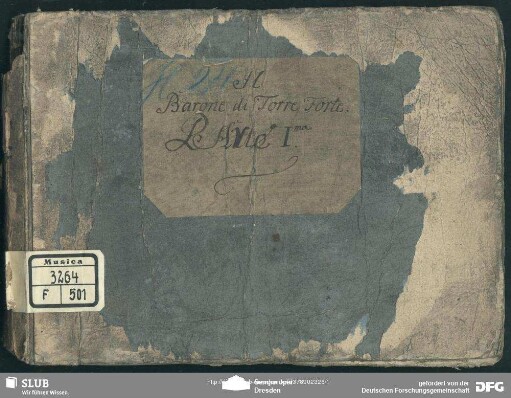 Il
Barone di Torre Forte.
L'Atto I.mo
Musica
3264
F 501
SLUB
Wir führen Wissen.
Dresden
gefördert von der
Deutschen Forschungsgemeinschaft
DFG